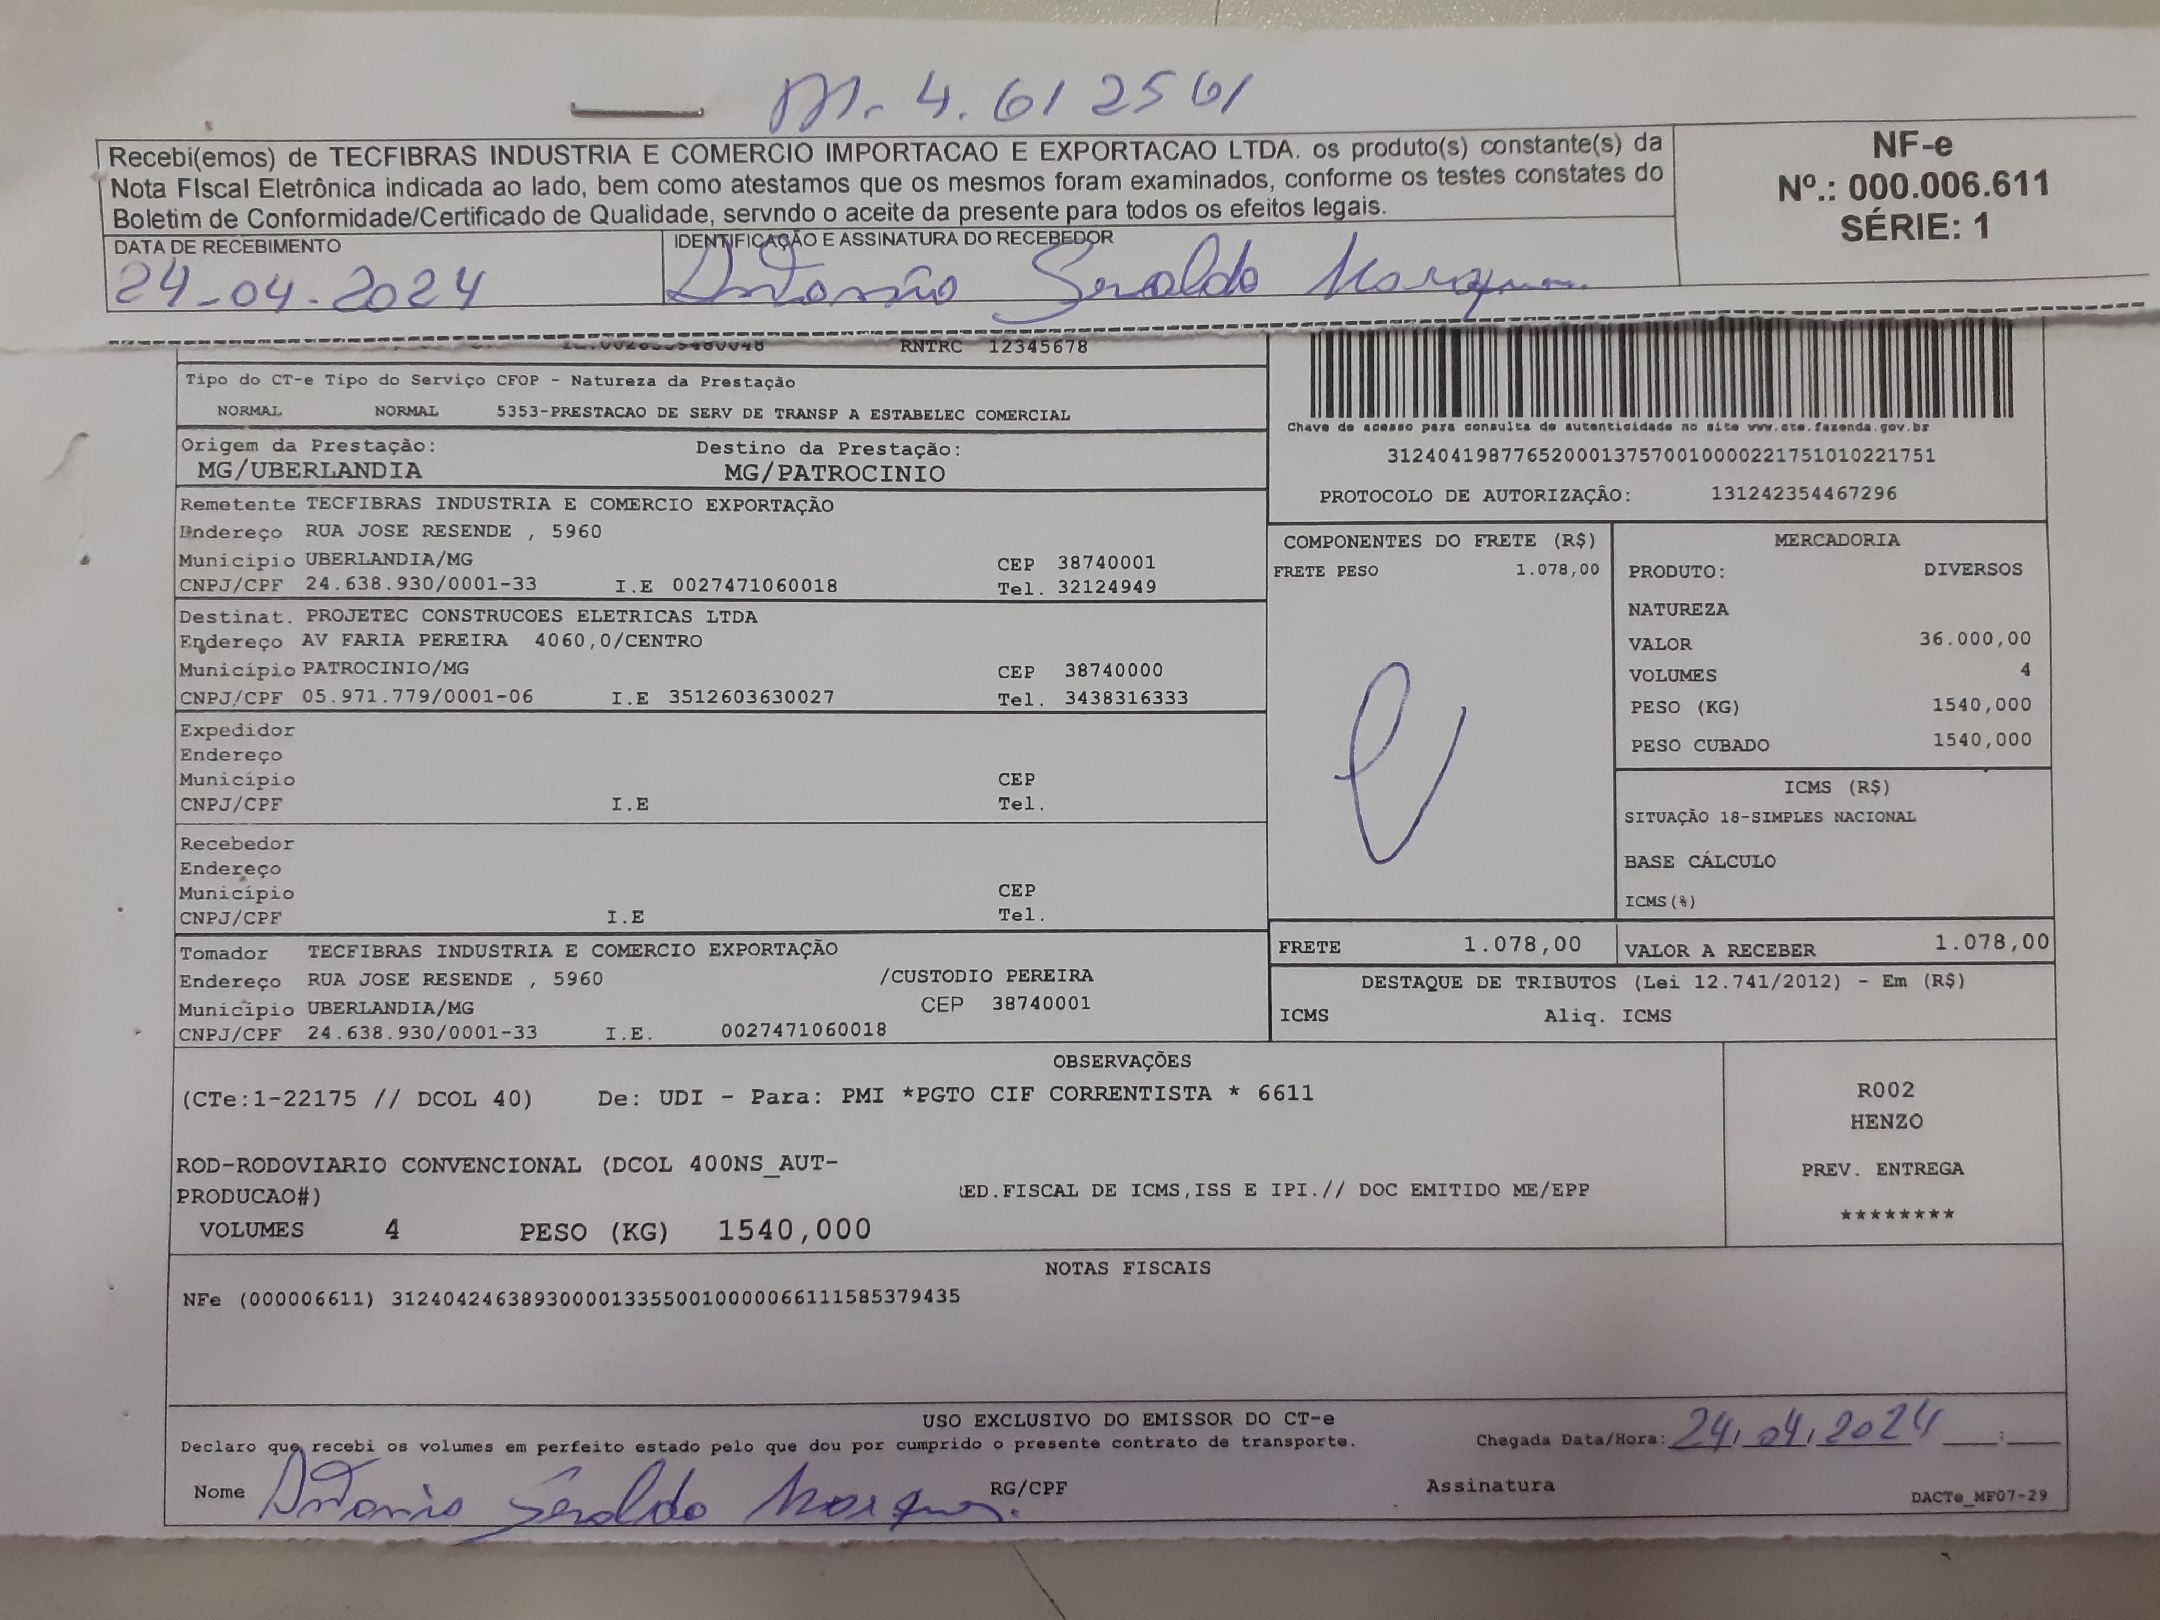 M. 4.612561
Recebi(emos) de TECFIBRAS INDUSTRIA E COMERCIO IMPORTACAO E EXPORTACAO LTDA. os produto(s) constante(s) da
Nota FIscal Eletrônica indicada ao lado, bem como atestamos que os mesmos foram examinados, conforme os testes constates do
Boletim de Conformidade/Certificado de Qualidade, servndo o aceite da presente para todos os efeitos legais.
NF-e
Nº.: 000.006.611
SÉRIE: 1
DATA DE RECEBIMENTO
24-04-2024
IDENTIFICAÇÃO E ASSINATURA DO RECEBEDOR
Antonio Geraldo Marques
RNTRC 12345678
Tipo do CT-e Tipo do Serviço CFOP - Natureza da Prestação
NORMAL NORMAL 5353-PRESTACAO DE SERV DE TRANSP A ESTABELEC COMERCIAL
Origem da Prestação: Destino da Prestação:
MG/UBERLANDIA MG/PATROCINIO
Remetente TECFIBRAS INDUSTRIA E COMERCIO EXPORTAÇÃO
Endereço RUA JOSE RESENDE , 5960
Município UBERLANDIA/MG CEP 38740001
CNPJ/CPF 24.638.930/0001-33 I.E 0027471060018 Tel. 32124949
Destinat. PROJETEC CONSTRUCOES ELETRICAS LTDA
Endereço AV FARIA PEREIRA 4060,0/CENTRO
Município PATROCINIO/MG CEP 38740000
CNPJ/CPF 05.971.779/0001-06 I.E 3512603630027 Tel. 3438316333
Expedidor
Endereço
Município CEP
CNPJ/CPF I.E Tel.
Recebedor
Endereço
Município CEP
CNPJ/CPF I.E Tel.
Tomador TECFIBRAS INDUSTRIA E COMERCIO EXPORTAÇÃO
Endereço RUA JOSE RESENDE , 5960 /CUSTODIO PEREIRA
Município UBERLANDIA/MG CEP 38740001
CNPJ/CPF 24.638.930/0001-33 I.E. 0027471060018
Chave de acesso para consulta de autenticidade no site www.cte.fazenda.gov.br
31240419877652000137570010000221751010221751
PROTOCOLO DE AUTORIZAÇÃO: 131242354467296
COMPONENTES DO FRETE (R$)
FRETE PESO 1.078,00
MERCADORIA
PRODUTO: DIVERSOS
NATUREZA
VALOR 36.000,00
VOLUMES 4
PESO (KG) 1540,000
PESO CUBADO 1540,000
ICMS (R$)
SITUAÇÃO 18-SIMPLES NACIONAL
BASE CÁLCULO
ICMS(%)
FRETE 1.078,00 VALOR A RECEBER 1.078,00
DESTAQUE DE TRIBUTOS (Lei 12.741/2012) - Em (R$)
ICMS Aliq. ICMS
OBSERVAÇÕES
(CTe:1-22175 // DCOL 40) De: UDI - Para: PMI *PGTO CIF CORRENTISTA * 6611
ROD-RODOVIARIO CONVENCIONAL (DCOL 400NS_AUT-
PRODUCAO#) ED.FISCAL DE ICMS,ISS E IPI.// DOC EMITIDO ME/EPP
VOLUMES 4 PESO (KG) 1540,000
R002
HENZO
PREV. ENTREGA
********
NOTAS FISCAIS
NFe (000006611) 31240424638930000133550010000066111585379435
USO EXCLUSIVO DO EMISSOR DO CT-e
Declaro que recebi os volumes em perfeito estado pelo que dou por cumprido o presente contrato de transporte. Chegada Data/Hora: 24.04.2024 ___:___
Nome Antonio Geraldo Marques RG/CPF Assinatura
DACTe_MF07-29